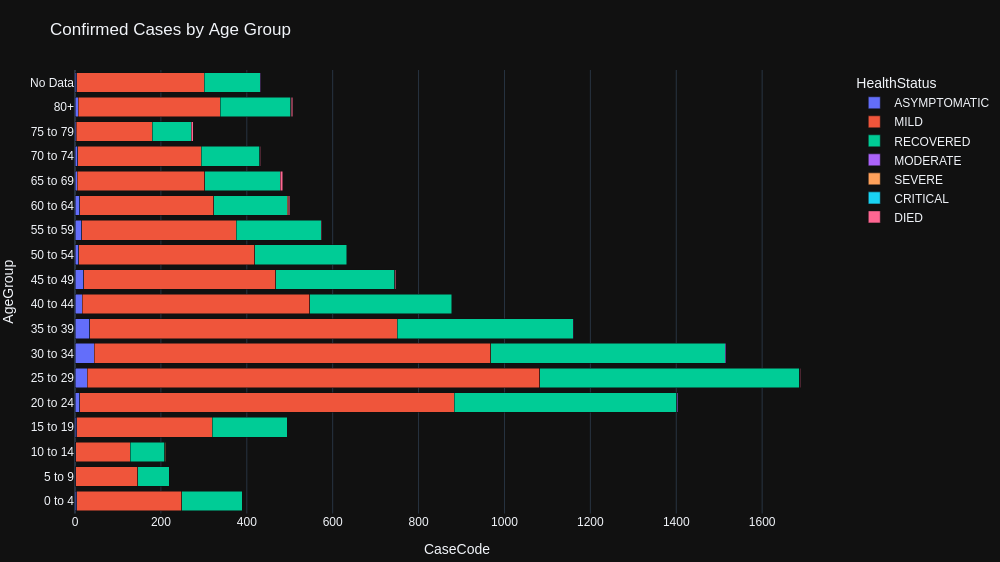 Confirmed Cases by Age Group
HealthStatus
ASYMPTOMATIC
MILD
RECOVERED
MODERATE
SEVERE
CRITICAL
DIED
AgeGroup
No Data
80+
75 to 79
70 to 74
65 to 69
60 to 64
55 to 59
50 to 54
45 to 49
40 to 44
35 to 39
30 to 34
25 to 29
20 to 24
15 to 19
10 to 14
5 to 9
0 to 4
0 200 400 600 800 1000 1200 1400 1600
CaseCode